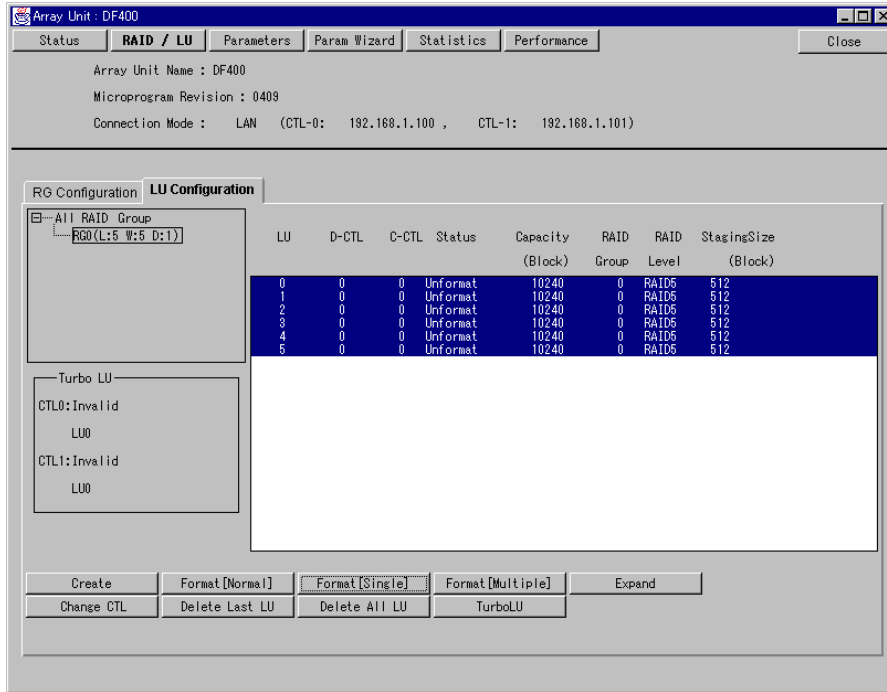 Array Unit : DF400
Status RAID / LU Parameters Param Wizard Statistics Performance Close
Array Unit Name : DF400
Microprogram Revision : 0409
Connection Mode : LAN (CTL-0: 192.168.1.100 , CTL-1: 192.168.1.101)
RG Configuration LU Configuration
All RAID Group
RG0(L:5 W:5 D:1)
LU D-CTL C-CTL Status Capacity RAID RAID StagingSize
(Block) Group Level (Block)
0 0 0 Unformat 10240 0 RAID5 512
1 0 0 Unformat 10240 0 RAID5 512
2 0 0 Unformat 10240 0 RAID5 512
3 0 0 Unformat 10240 0 RAID5 512
4 0 0 Unformat 10240 0 RAID5 512
5 0 0 Unformat 10240 0 RAID5 512
Turbo LU
CTL0:Invalid
LU0
CTL1:Invalid
LU0
Create Format[Normal] Format[Single] Format[Multiple] Expand
Change CTL Delete Last LU Delete All LU TurboLU